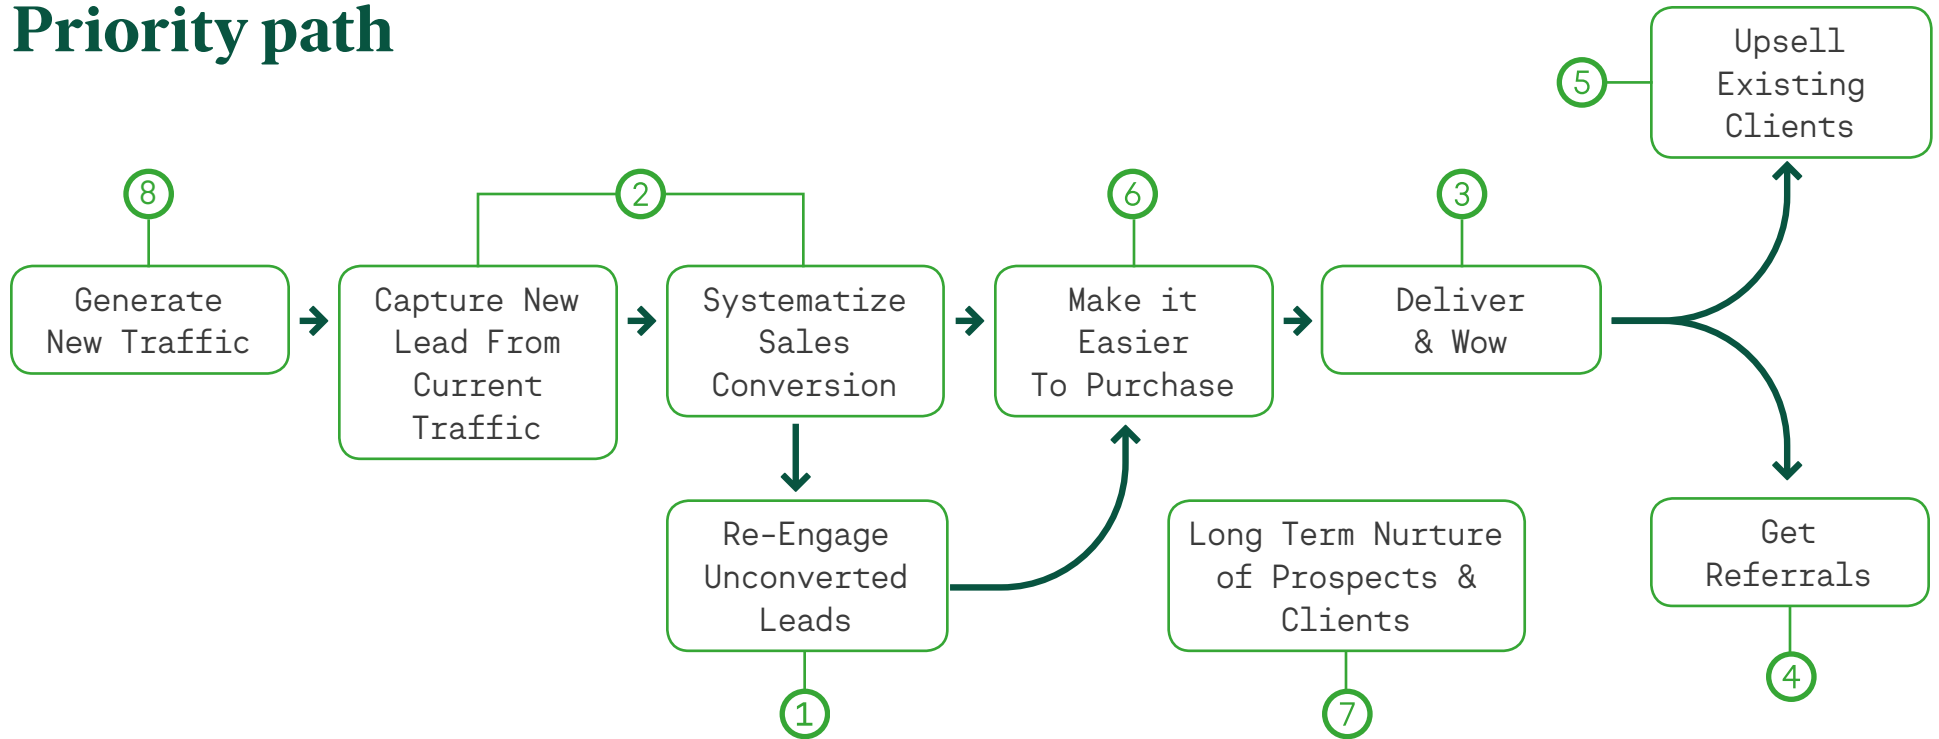 Priority path
Upsell
Existing
Clients
5
8
2
6
3
Generate
New Traffic
Capture New
Lead From
Current
Traffic
Systematize
Sales
Conversion
Make it
Easier
To Purchase
Deliver
& Wow
Re-Engage
Unconverted
Leads
Long Term Nurture
of Prospects &
Clients
Get
Referrals
1
7
4